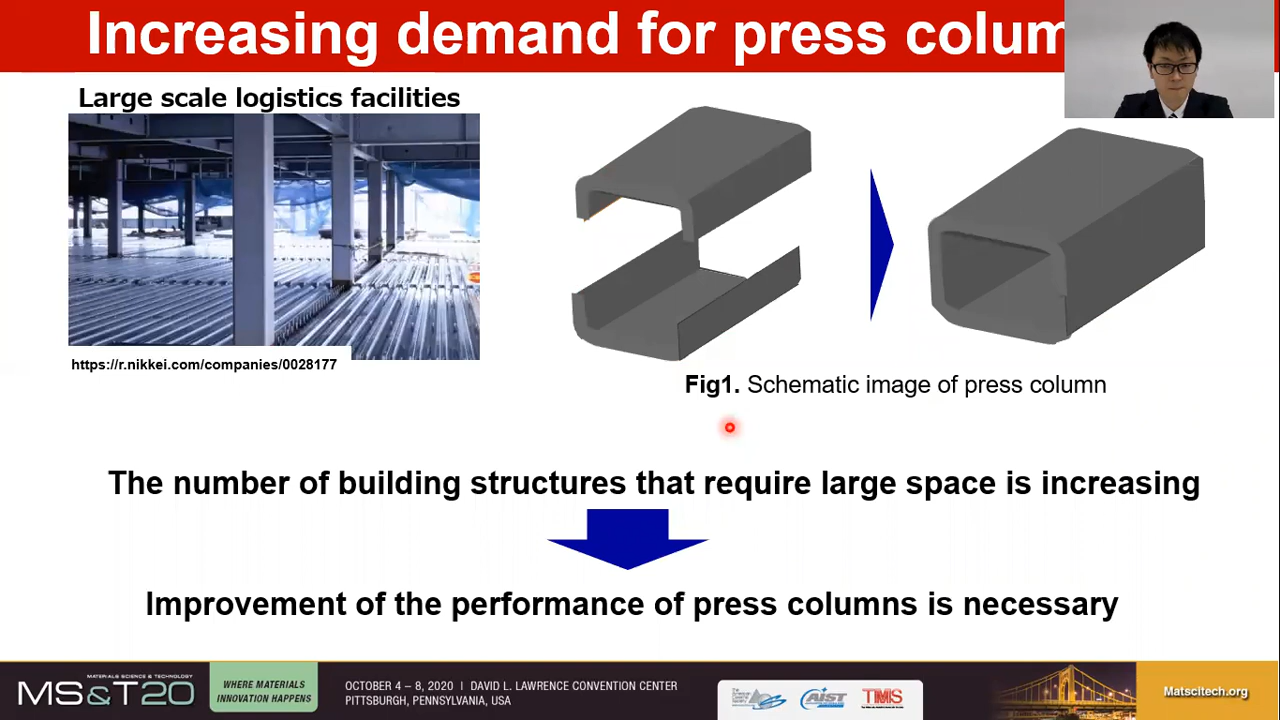 Increasing demand for press colum
Large scale logistics facilities
https://r.nikkei.com/companies/0028177
Fig1. Schematic image of press column
The number of building structures that require large space is increasing
Improvement of the performance of press columns is necessary
MATERIALS SCIENCE & TECHNOLOGY
MS&T20
WHERE MATERIALS
INNOVATION HAPPENS
OCTOBER 4 – 8, 2020 | DAVID L. LAWRENCE CONVENTION CENTER
PITTSBURGH, PENNSYLVANIA, USA
AIST
TMS
Matscitech.org